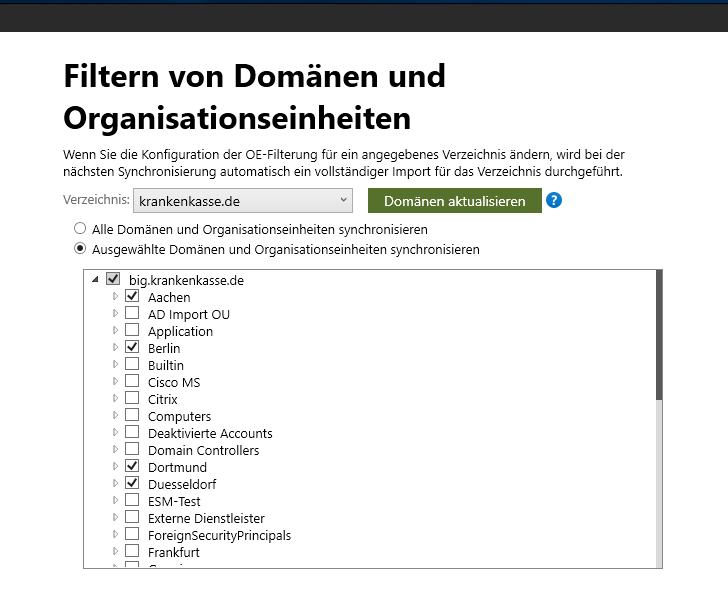 Filtern von Domänen und
Organisationseinheiten
Wenn Sie die Konfiguration der OE-Filterung für ein angegebenes Verzeichnis ändern, wird bei der
nächsten Synchronisierung automatisch ein vollständiger Import für das Verzeichnis durchgeführt.
Verzeichnis: krankenkasse.de Domänen aktualisieren ?
Alle Domänen und Organisationseinheiten synchronisieren
Ausgewählte Domänen und Organisationseinheiten synchronisieren
big.krankenkasse.de
Aachen
AD Import OU
Application
Berlin
Builtin
Cisco MS
Citrix
Computers
Deaktivierte Accounts
Domain Controllers
Dortmund
Duesseldorf
ESM-Test
Externe Dienstleister
ForeignSecurityPrincipals
Frankfurt